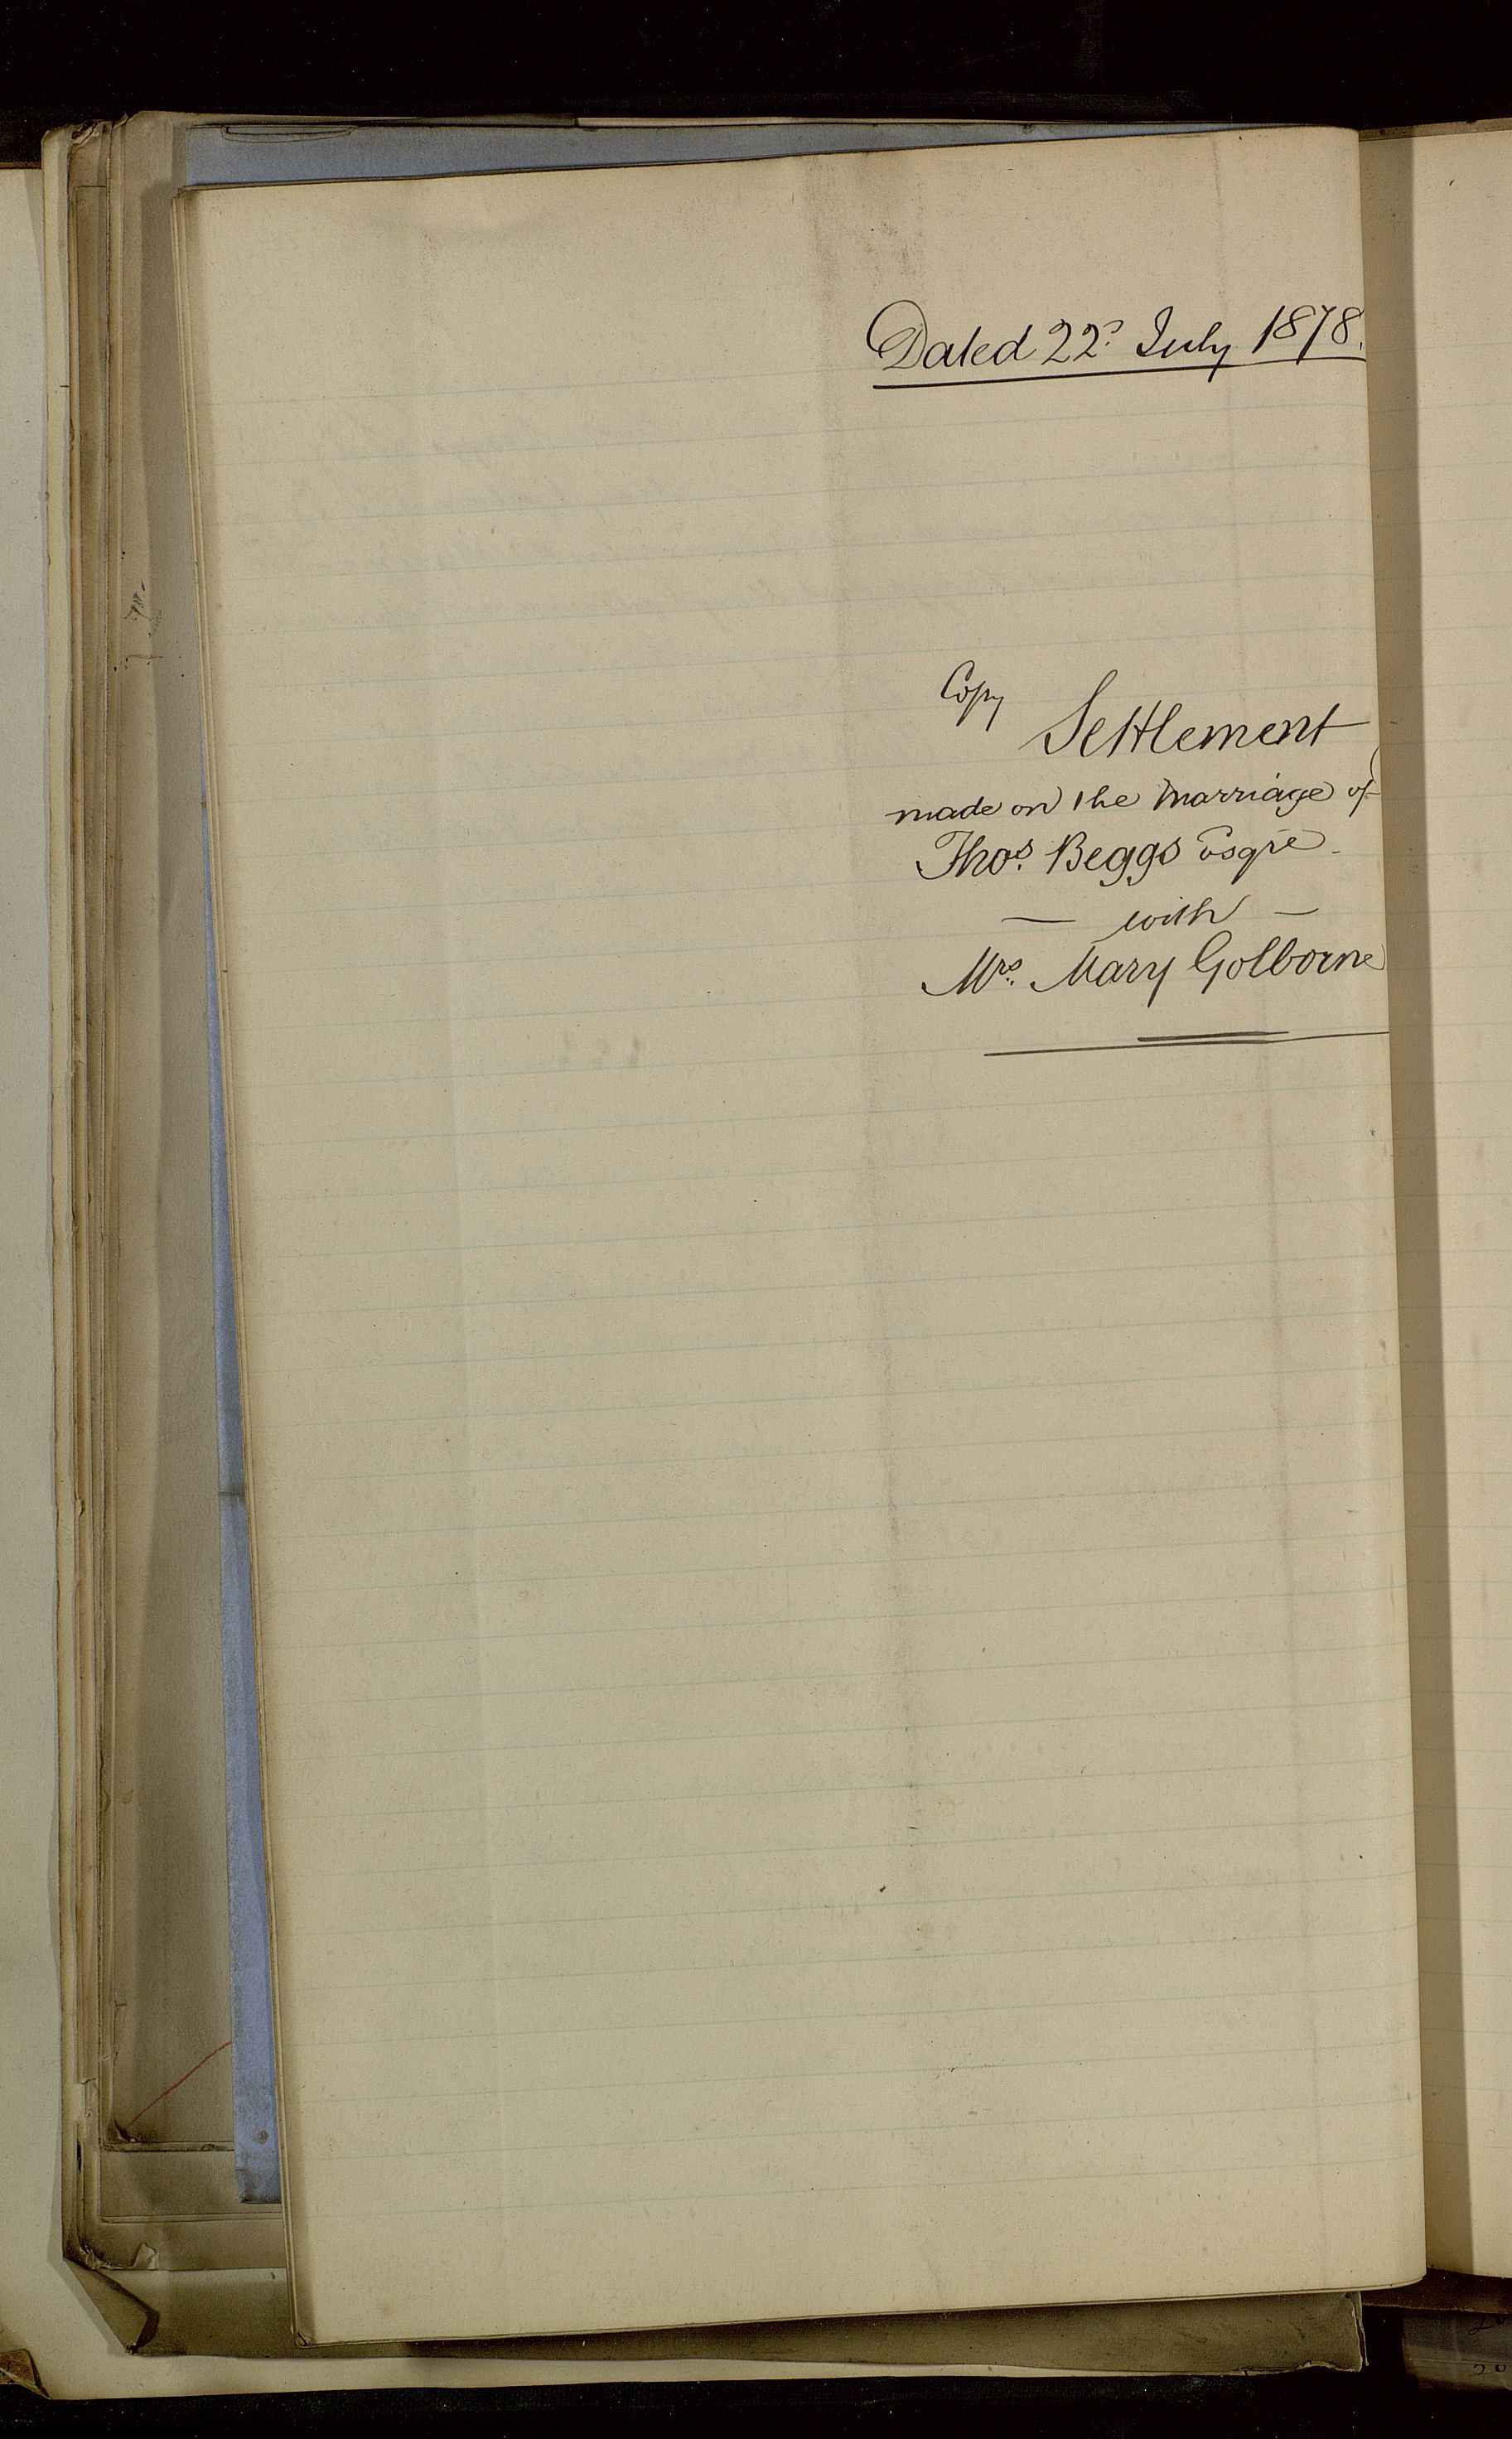 Dated 22ᵈ July 1878.
Copy
Settlement
made on the Marriage of
Thos. Beggs Esqre
— with —
Mrs. Mary Golborne